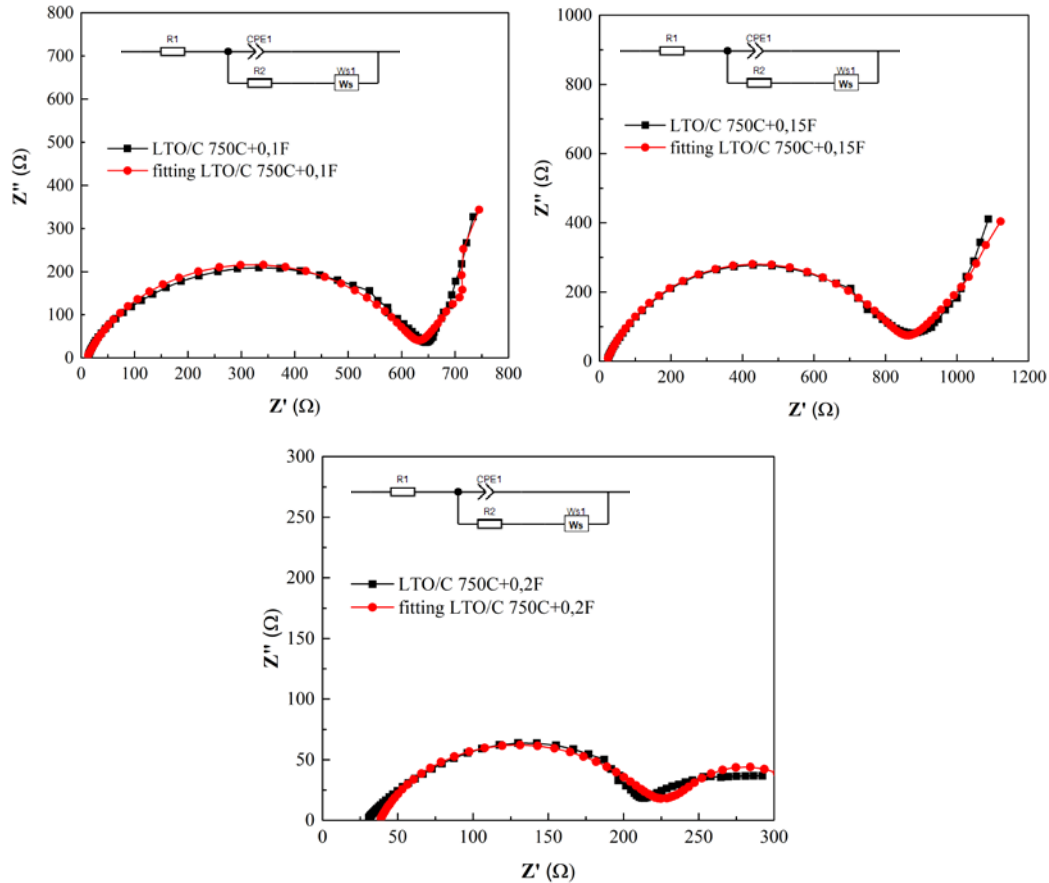 800
700
600
500
400
300
200
100
0
Z'' (Ω)
R1
CPE1
R2
Ws1
Ws
LTO/C 750C+0,1F
fitting LTO/C 750C+0,1F
0 100 200 300 400 500 600 700 800
Z' (Ω)
1000
800
600
400
200
0
Z'' (Ω)
R1
CPE1
R2
Ws1
Ws
LTO/C 750C+0,15F
fitting LTO/C 750C+0,15F
0 200 400 600 800 1000 1200
Z' (Ω)
300
250
200
150
100
50
0
Z'' (Ω)
R1
CPE1
R2
Ws1
Ws
LTO/C 750C+0,2F
fitting LTO/C 750C+0,2F
0 50 100 150 200 250 300
Z' (Ω)